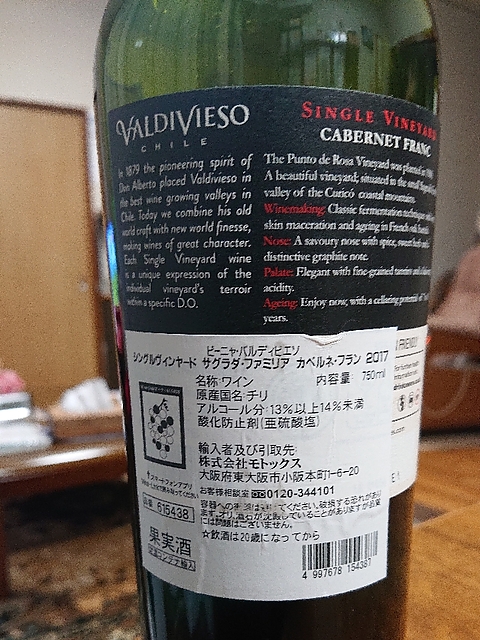 VALDIVIESO
CHILE
In 1879 the pioneering spirit of
Don Alberto placed Valdivieso in
the best wine growing valleys in
Chile. Today we combine his old
world craft with new world finesse,
making wines of great character.
Each Single Vineyard wine
is a unique expression of the
individual vineyard's terroir
within a specific D.O.
SINGLE VINEYARD
CABERNET FRANC
The Punto de Rosa Vineyard was planted in
A beautiful vineyard, situated in the small
valley of the Curicó coastal mountains.
Winemaking: Classic fermentation techniques with
skin maceration and ageing in French oak
Nose: A savoury nose with spice, sweet herb
distinctive graphite note.
Palate: Elegant with fine-grained tannins and
acidity.
Ageing: Enjoy now, with a cellaring potential of
years.
ビーニャ・バルディビエソ
シングルヴィンヤード サグラダ・ファミリア カベルネ・フラン 2017
名称:ワイン 内容量: 750ml
原産国名:チリ
アルコール分:13%以上14%未満
酸化防止剤(亜硫酸塩)
輸入者及び引取先:
株式会社モトックス
大阪府東大阪市小阪本町1-6-20
お客様相談室 0120-344101
品番 615438
果実酒
☆飲酒は20歳になってから
4 997678 154387
FRIENDLY